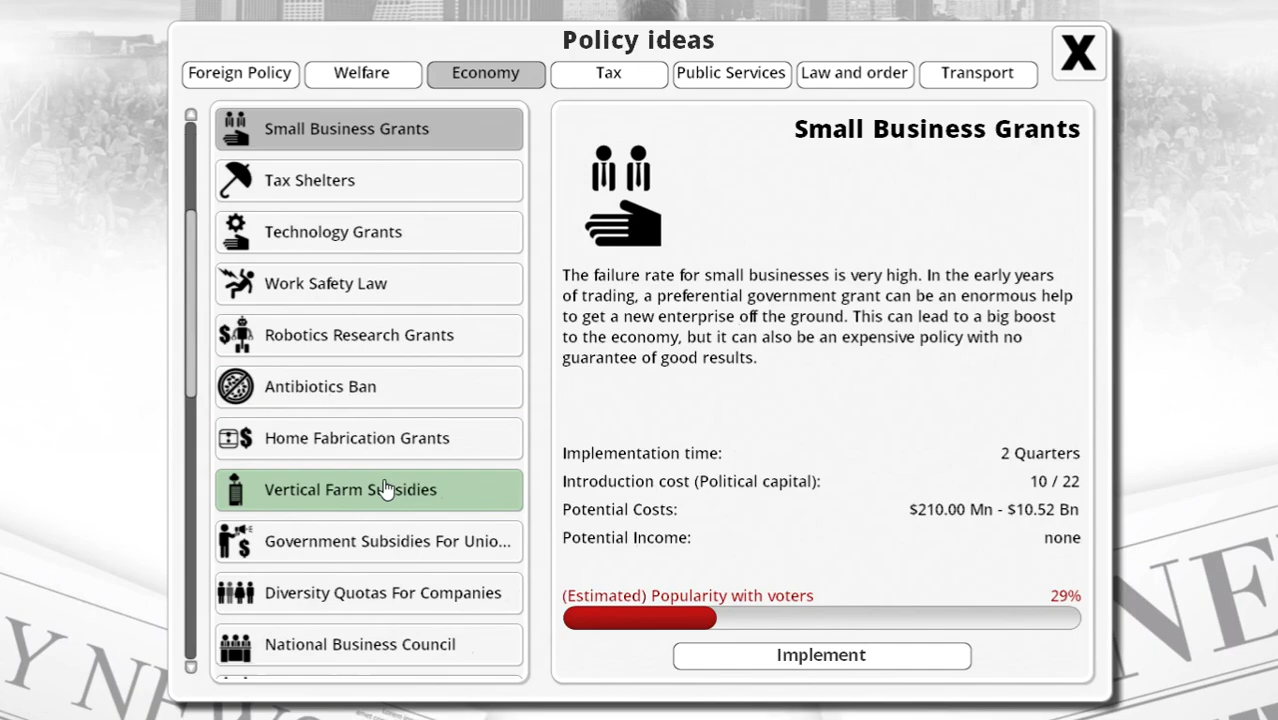 Policy ideas
X
Foreign Policy
Welfare
Economy
Tax
Public Services
Law and order
Transport
Small Business Grants
Tax Shelters
Technology Grants
Work Safety Law
Robotics Research Grants
Antibiotics Ban
Home Fabrication Grants
Vertical Farm Subsidies
Government Subsidies For Unio...
Diversity Quotas For Companies
National Business Council
Small Business Grants
The failure rate for small businesses is very high. In the early years
of trading, a preferential government grant can be an enormous help
to get a new enterprise off the ground. This can lead to a big boost
to the economy, but it can also be an expensive policy with no
guarantee of good results.
Implementation time: 2 Quarters
Introduction cost (Political capital): 10 / 22
Potential Costs: $210.00 Mn - $10.52 Bn
Potential Income: none
(Estimated) Popularity with voters 29%
Implement